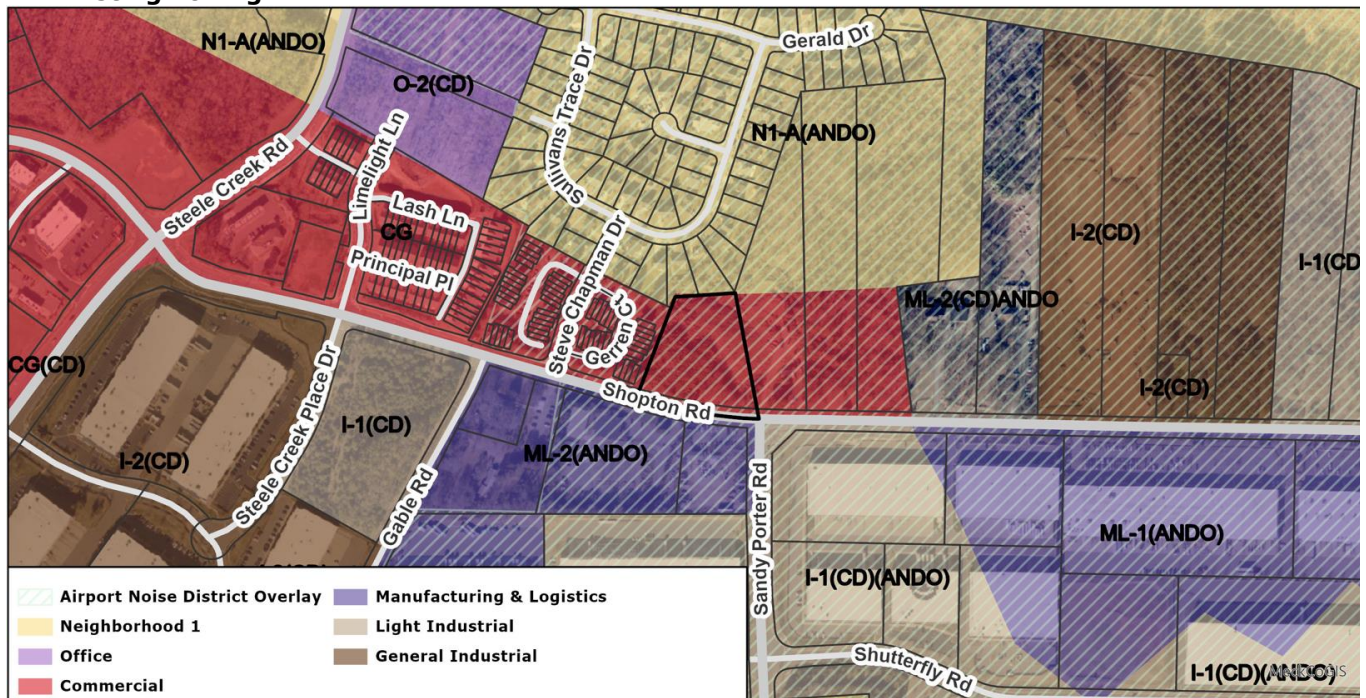 N1-A(ANDO)
Gerald Dr
O-2(CD)
Sullivans Trace Dr
N1-A(ANDO)
Limelight Ln
Steele Creek Rd
Lash Ln
CG
Steve Chapman Dr
I-2(CD)
Principal Pl
I-1(CD)
ML-2(CD)ANDO
Gerren Ct
CG(CD)
Steele Creek Place Dr
I-2(CD)
Shopton Rd
I-1(CD)
ML-2(ANDO)
I-2(CD)
Gable Rd
Sandy Porter Rd
ML-1(ANDO)
I-1(CD)(ANDO)
Shutterfly Rd
I-1(CD)(ANDO)
MeckCoGIS
Airport Noise District Overlay
Neighborhood 1
Office
Commercial
Manufacturing & Logistics
Light Industrial
General Industrial